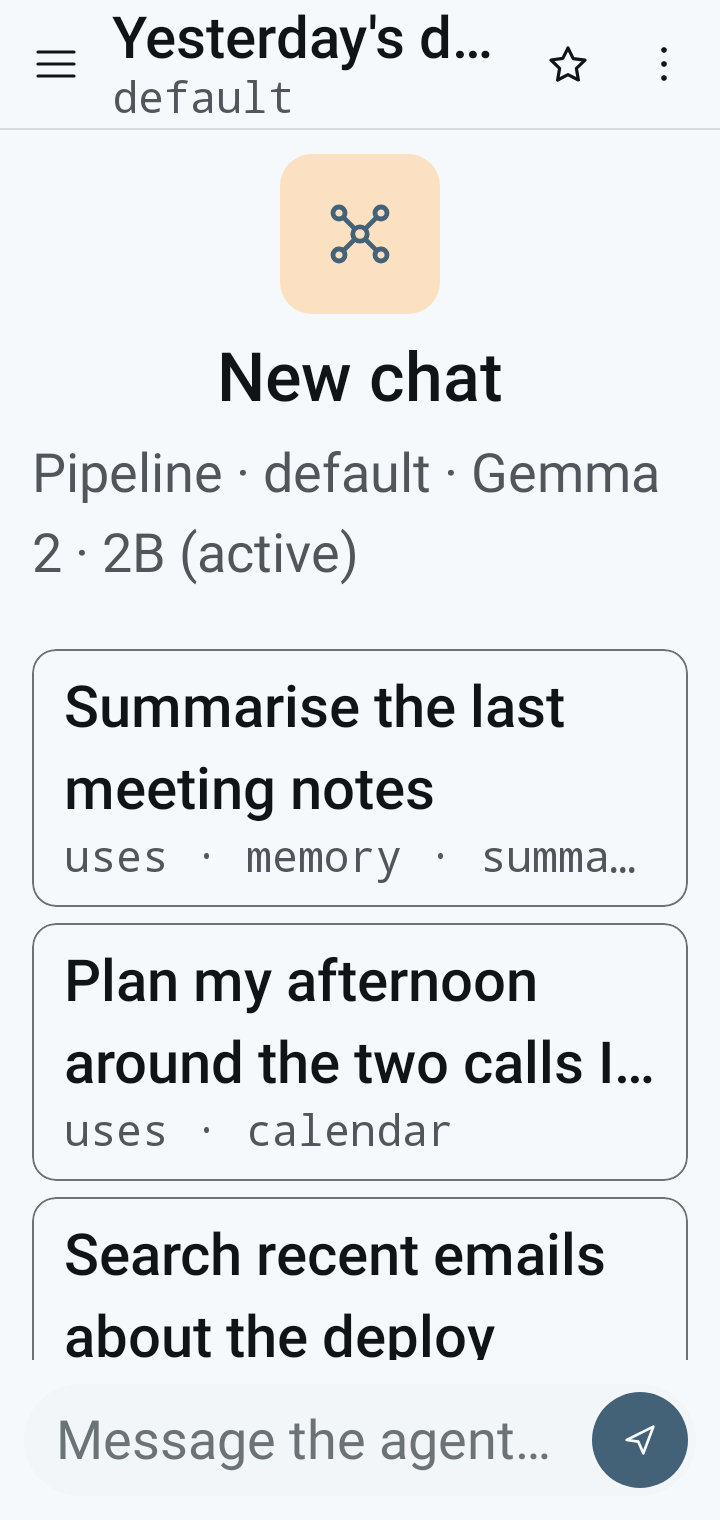 Yesterday's d…
default
New chat
Pipeline · default · Gemma
2 · 2B (active)
Summarise the last
meeting notes
uses · memory · summa…
Plan my afternoon
around the two calls I…
uses · calendar
Search recent emails
about the deploy
Message the agent…